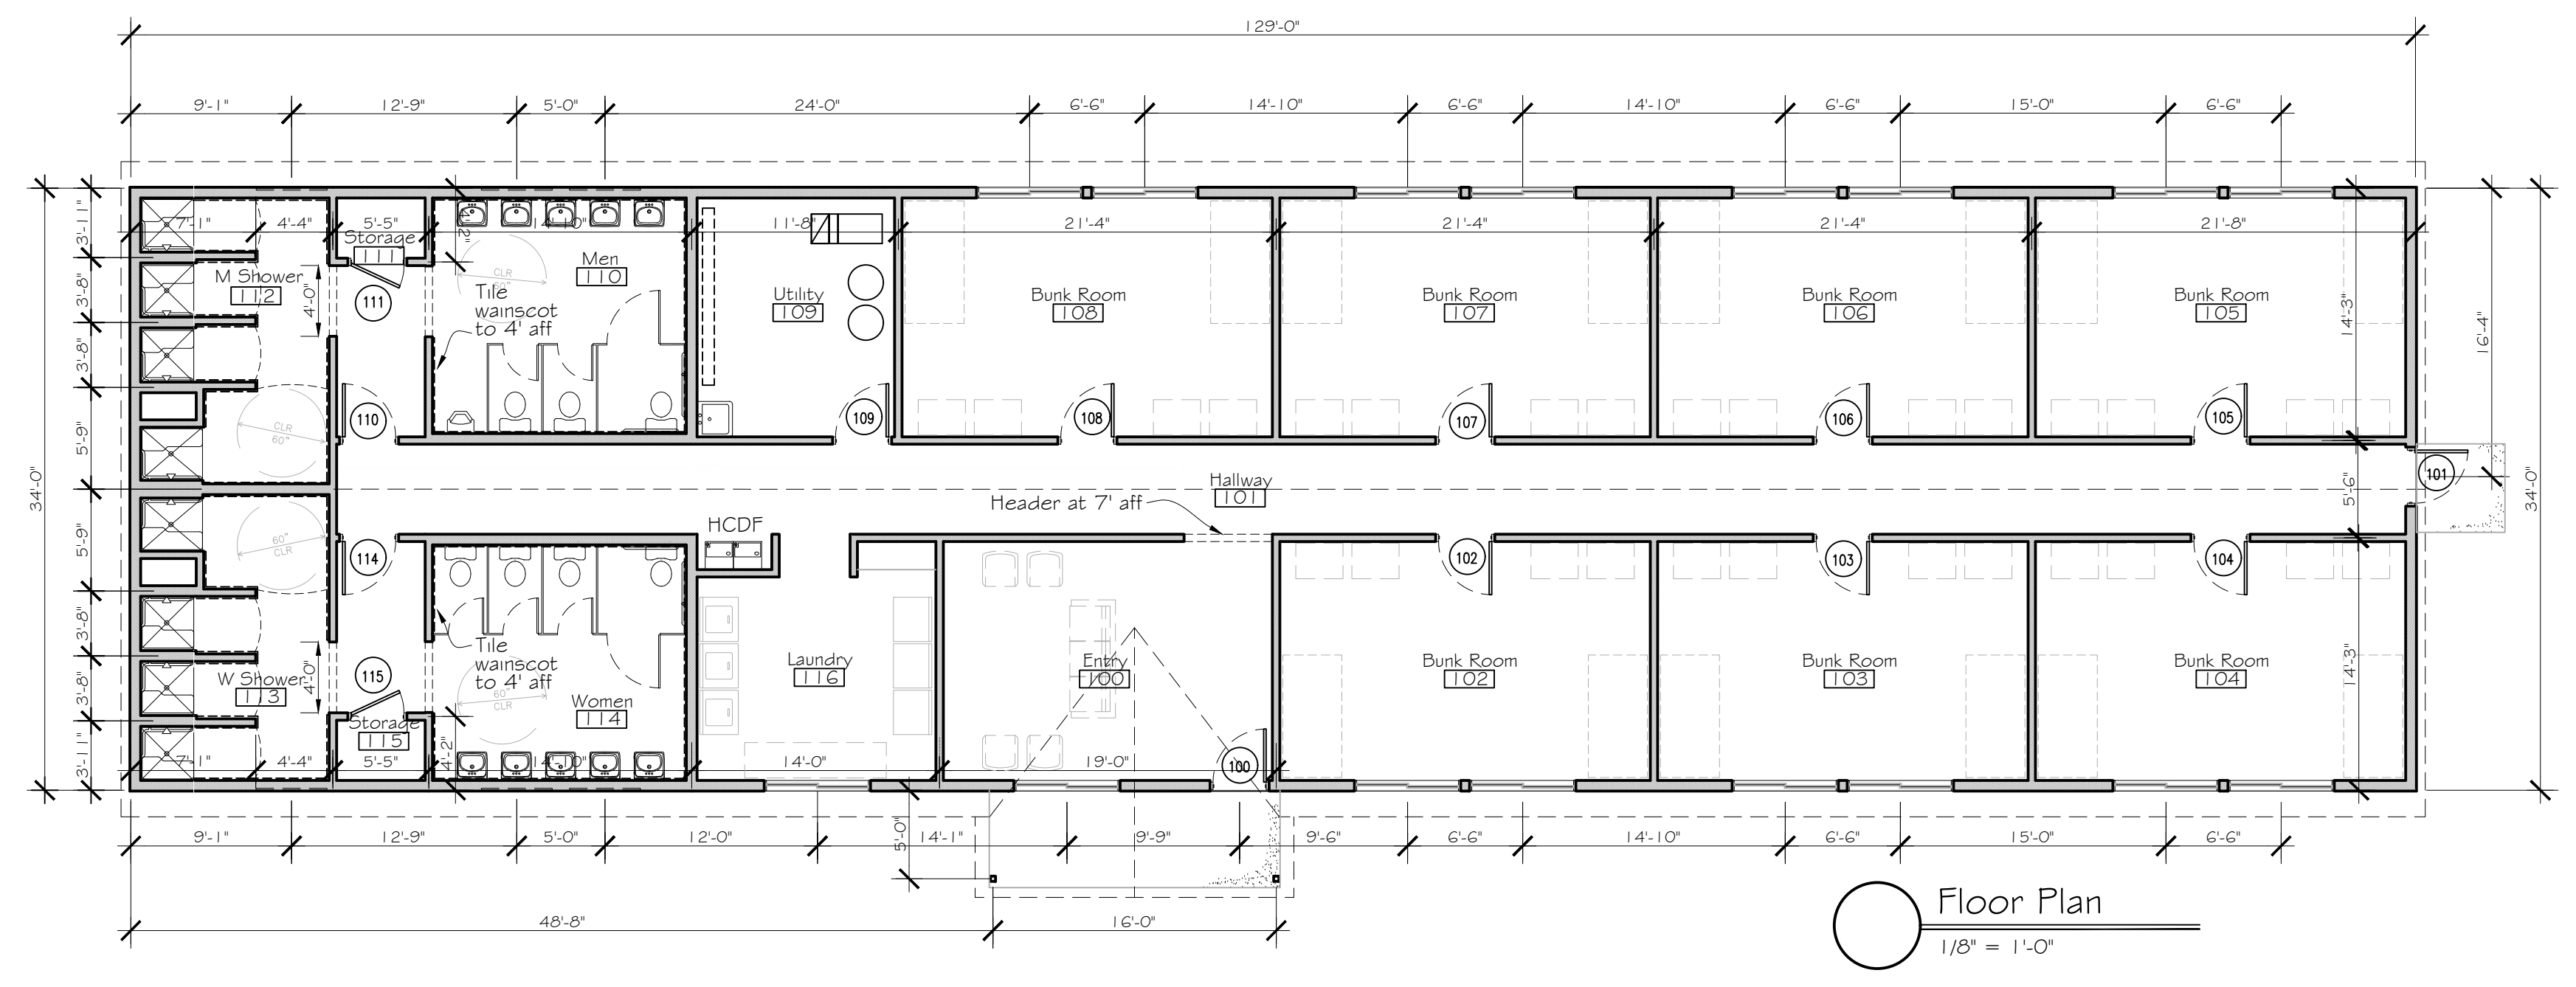 129'-0"
9'-1" 12'-9" 5'-0" 24'-0" 6'-6" 14'-10" 6'-6" 14'-10" 6'-6" 15'-0" 6'-6"
7'-1" 4'-4" 5'-5" 14'-10" 11'-8" 21'-4" 21'-4" 21'-4" 21'-8"
3'-11"
3'-8"
3'-8"
5'-9"
5'-9"
3'-8"
3'-8"
3'-11"
34'-0"
Storage
111
111
M Shower
112
4'-0"
CLR
60"
Men
110
110
CLR
60"
Tile
wainscot
to 4' aff
Utility
109
109
Bunk Room
108
108
Bunk Room
107
107
Bunk Room
106
106
Bunk Room
105
105
14'-3"
16'-4"
34'-0"
5'-6"
101
Hallway
101
Header at 7' aff
HCDF
60"
CLR
114
W Shower
113
4'-0"
115
Storage
115
4'-2"
Tile
wainscot
to 4' aff
60"
CLR
Women
114
Laundry
116
Entry
100
100
102
Bunk Room
102
103
Bunk Room
103
104
Bunk Room
104
14'-3"
7'-1" 4'-4" 5'-5" 14'-10" 14'-0" 19'-0"
9'-1" 12'-9" 5'-0" 12'-0" 14'-1" 9'-9" 9'-6" 6'-6" 14'-10" 6'-6" 15'-0" 6'-6"
5'-0"
48'-8" 16'-0"
Floor Plan
1/8" = 1'-0"